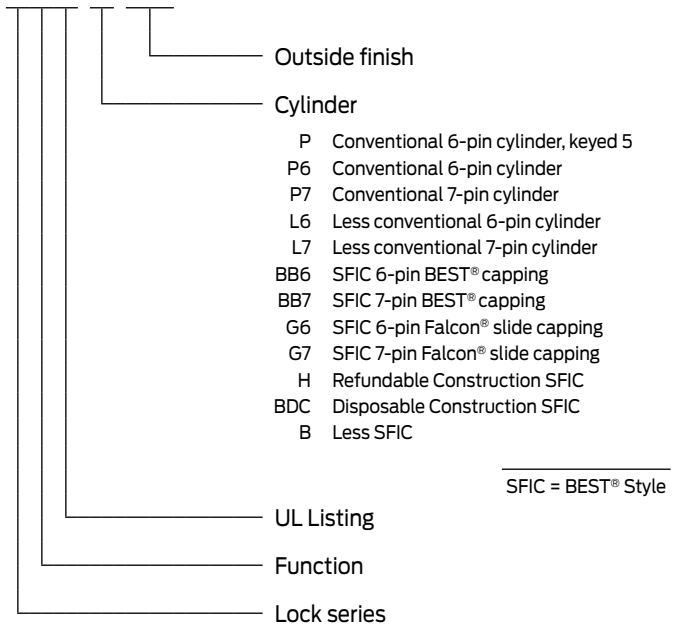 Outside finish
Cylinder
P Conventional 6-pin cylinder, keyed 5
P6 Conventional 6-pin cylinder
P7 Conventional 7-pin cylinder
L6 Less conventional 6-pin cylinder
L7 Less conventional 7-pin cylinder
BB6 SFIC 6-pin BEST® capping
BB7 SFIC 7-pin BEST® capping
G6 SFIC 6-pin Falcon® slide capping
G7 SFIC 7-pin Falcon® slide capping
H Refundable Construction SFIC
BDC Disposable Construction SFIC
B Less SFIC
SFIC = BEST® Style
UL Listing
Function
Lock series